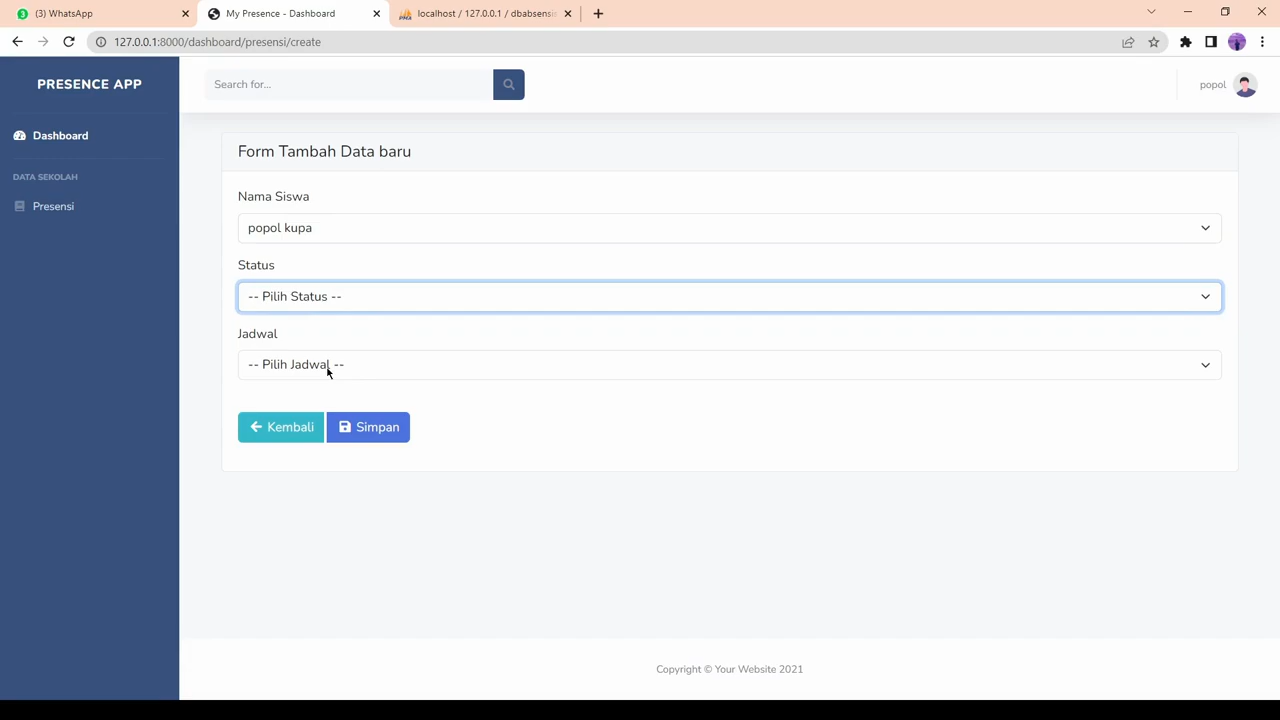 (3) WhatsApp
My Presence - Dashboard
localhost / 127.0.0.1 / dbabsensi
127.0.0.1:8000/dashboard/presensi/create
PRESENCE APP
Search for...
popol
Dashboard
DATA SEKOLAH
Presensi
Form Tambah Data baru
Nama Siswa
popol kupa
Status
-- Pilih Status --
Jadwal
-- Pilih Jadwal --
Kembali
Simpan
Copyright © Your Website 2021